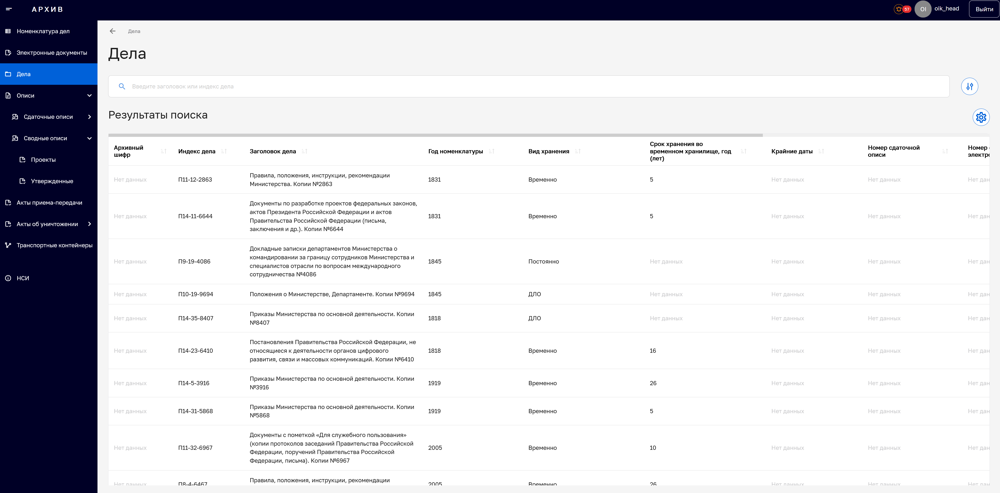 АРХИВ
57
OI
oik_head
Выйти
Номенклатура дел
Электронные документы
Дела
Описи
Сдаточные описи
Сводные описи
Проекты
Утвержденные
Акты приема-передачи
Акты об уничтожении
Транспортные контейнеры
НСИ
Дела
Дела
Введите заголовок или индекс дела
Результаты поиска
Архивный
шифр
Индекс дела
Заголовок дела
Год номенклатуры
Вид хранения
Срок хранения во
временном хранилище, год
(лет)
Крайние даты
Номер сдаточной
описи
Номер
Нет данных
П11-12-2863
Правила, положения, инструкции, рекомендации
Министерства. Копии №2863
1831
Временно
5
Нет данных
Нет данных
Нет дан
Нет данных
П14-11-6644
Документы по разработке проектов федеральных законов,
актов Президента Российской Федерации и актов
Правительства Российской Федерации (письма,
заключения и др.). Копии №6644
1831
Временно
5
Нет данных
Нет данных
Нет дан
Нет данных
П9-19-4086
Докладные записки департаментов Министерства о
командировании за границу сотрудников Министерства и
специалистов отрасли по вопросам международного
сотрудничества №4086
1845
Постоянно
Нет данных
Нет данных
Нет данных
Нет дан
Нет данных
П10-19-9694
Положения о Министерстве, Департаменте. Копии №9694
1845
ДЛО
Нет данных
Нет данных
Нет данных
Нет дан
Нет данных
П14-35-8407
Приказы Министерства по основной деятельности. Копии
№8407
1818
ДЛО
Нет данных
Нет данных
Нет данных
Нет дан
Нет данных
П14-23-6410
Постановления Правительства Российской Федерации, не
относящиеся к деятельности органов цифрового
развития, связи и массовых коммуникаций. Копии №6410
1818
Временно
16
Нет данных
Нет данных
Нет дан
Нет данных
П14-5-3916
Приказы Министерства по основной деятельности. Копии
№3916
1919
Временно
26
Нет данных
Нет данных
Нет дан
Нет данных
П14-31-5868
Приказы Министерства по основной деятельности. Копии
№5868
1919
Временно
5
Нет данных
Нет данных
Нет дан
Нет данных
П11-32-6967
Документы с пометкой «Для служебного пользования»
(копии протоколов заседаний Правительства Российской
Федерации, поручений Правительства Российской
Федерации, письма). Копии №6967
2005
Временно
10
Нет данных
Нет данных
Нет дан
Нет данных
П8-4-6467
Правила, положения, инструкции, рекомендации
2005
Временно
26
Нет данных
Нет данных
Нет дан